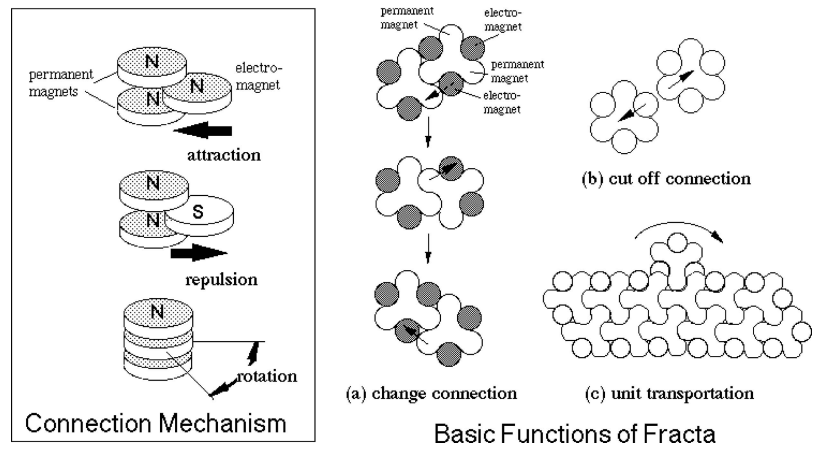 N
permanent
magnets
N
N
electro-
magnet
attraction
N
N
S
repulsion
N
rotation
Connection Mechanism
permanent
magnet
electro-
magnet
permanent
magnet
electro-
magnet
(a) change connection
(b) cut off connection
(c) unit transportation
Basic Functions of Fracta